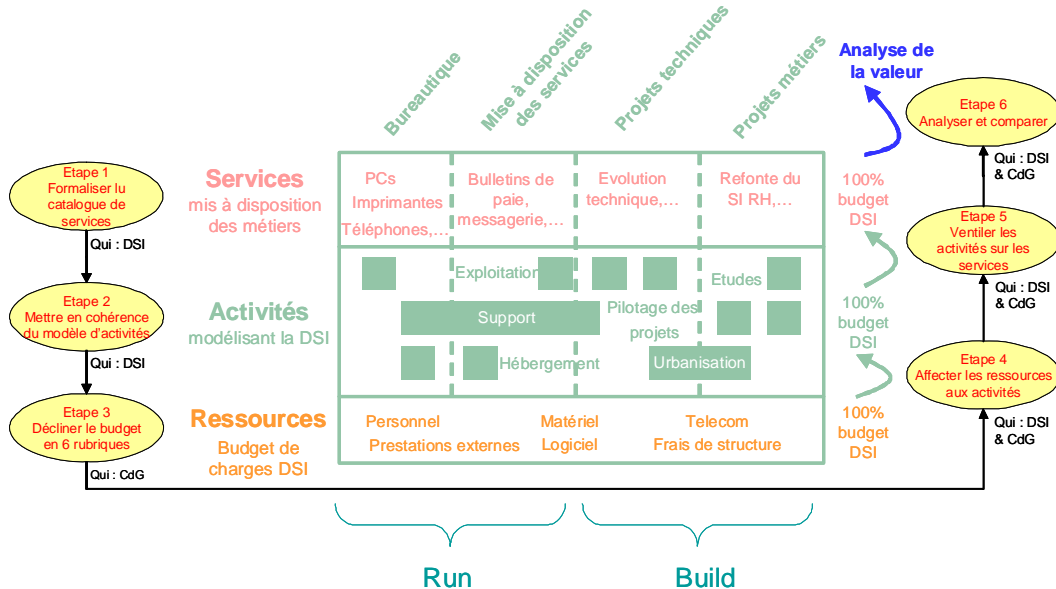 Bureautique
Mise à disposition
des services
Projets techniques
Projets métiers
Analyse de
la valeur
Etape 1
Formaliser lu
catalogue de
services
Qui : DSI
Etape 2
Mettre en cohérence
du modèle d'activités
Qui : DSI
Etape 3
Décliner le budget
en 6 rubriques
Qui : CdG
Services
mis à disposition
des métiers
PCs
Imprimantes
Téléphones,...
Bulletins de
paie,
messagerie,...
Evolution
technique,...
Refonte du
SI RH,...
100%
budget
DSI
Activités
modélisant la DSI
Exploitation
Etudes
Support
Pilotage des
projets
Hébergement
Urbanisation
100%
budget
DSI
Ressources
Budget de
charges DSI
Personnel
Matériel
Telecom
Prestations externes
Logiciel
Frais de structure
100%
budget
DSI
Etape 6
Analyser et comparer
Qui : DSI
& CdG
Etape 5
Ventiler les
activités sur les
services
Qui : DSI
& CdG
Etape 4
Affecter les ressources
aux activités
Qui : DSI
& CdG
Run
Build